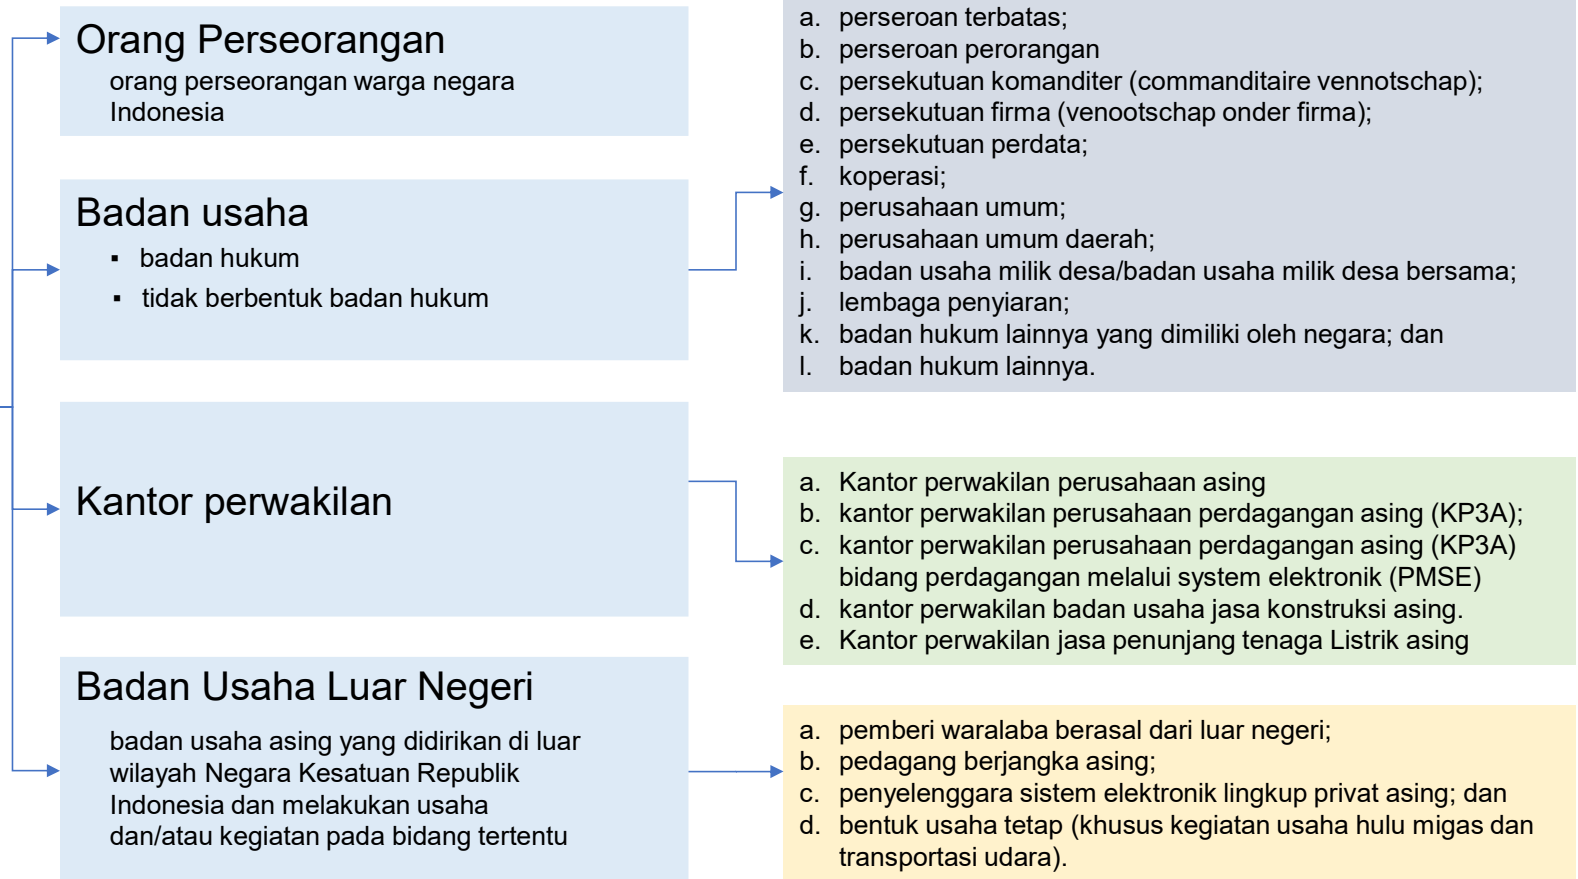 Orang Perseorangan
orang perseorangan warga negara
Indonesia
Badan usaha
▪ badan hukum
▪ tidak berbentuk badan hukum
a. perseroan terbatas;
b. perseroan perorangan
c. persekutuan komanditer (commanditaire vennotschap);
d. persekutuan firma (venootschap onder firma);
e. persekutuan perdata;
f. koperasi;
g. perusahaan umum;
h. perusahaan umum daerah;
i. badan usaha milik desa/badan usaha milik desa bersama;
j. lembaga penyiaran;
k. badan hukum lainnya yang dimiliki oleh negara; dan
l. badan hukum lainnya.
Kantor perwakilan
a. Kantor perwakilan perusahaan asing
b. kantor perwakilan perusahaan perdagangan asing (KP3A);
c. kantor perwakilan perusahaan perdagangan asing (KP3A)
bidang perdagangan melalui system elektronik (PMSE)
d. kantor perwakilan badan usaha jasa konstruksi asing.
e. Kantor perwakilan jasa penunjang tenaga Listrik asing
Badan Usaha Luar Negeri
badan usaha asing yang didirikan di luar
wilayah Negara Kesatuan Republik
Indonesia dan melakukan usaha
dan/atau kegiatan pada bidang tertentu
a. pemberi waralaba berasal dari luar negeri;
b. pedagang berjangka asing;
c. penyelenggara sistem elektronik lingkup privat asing; dan
d. bentuk usaha tetap (khusus kegiatan usaha hulu migas dan
transportasi udara).